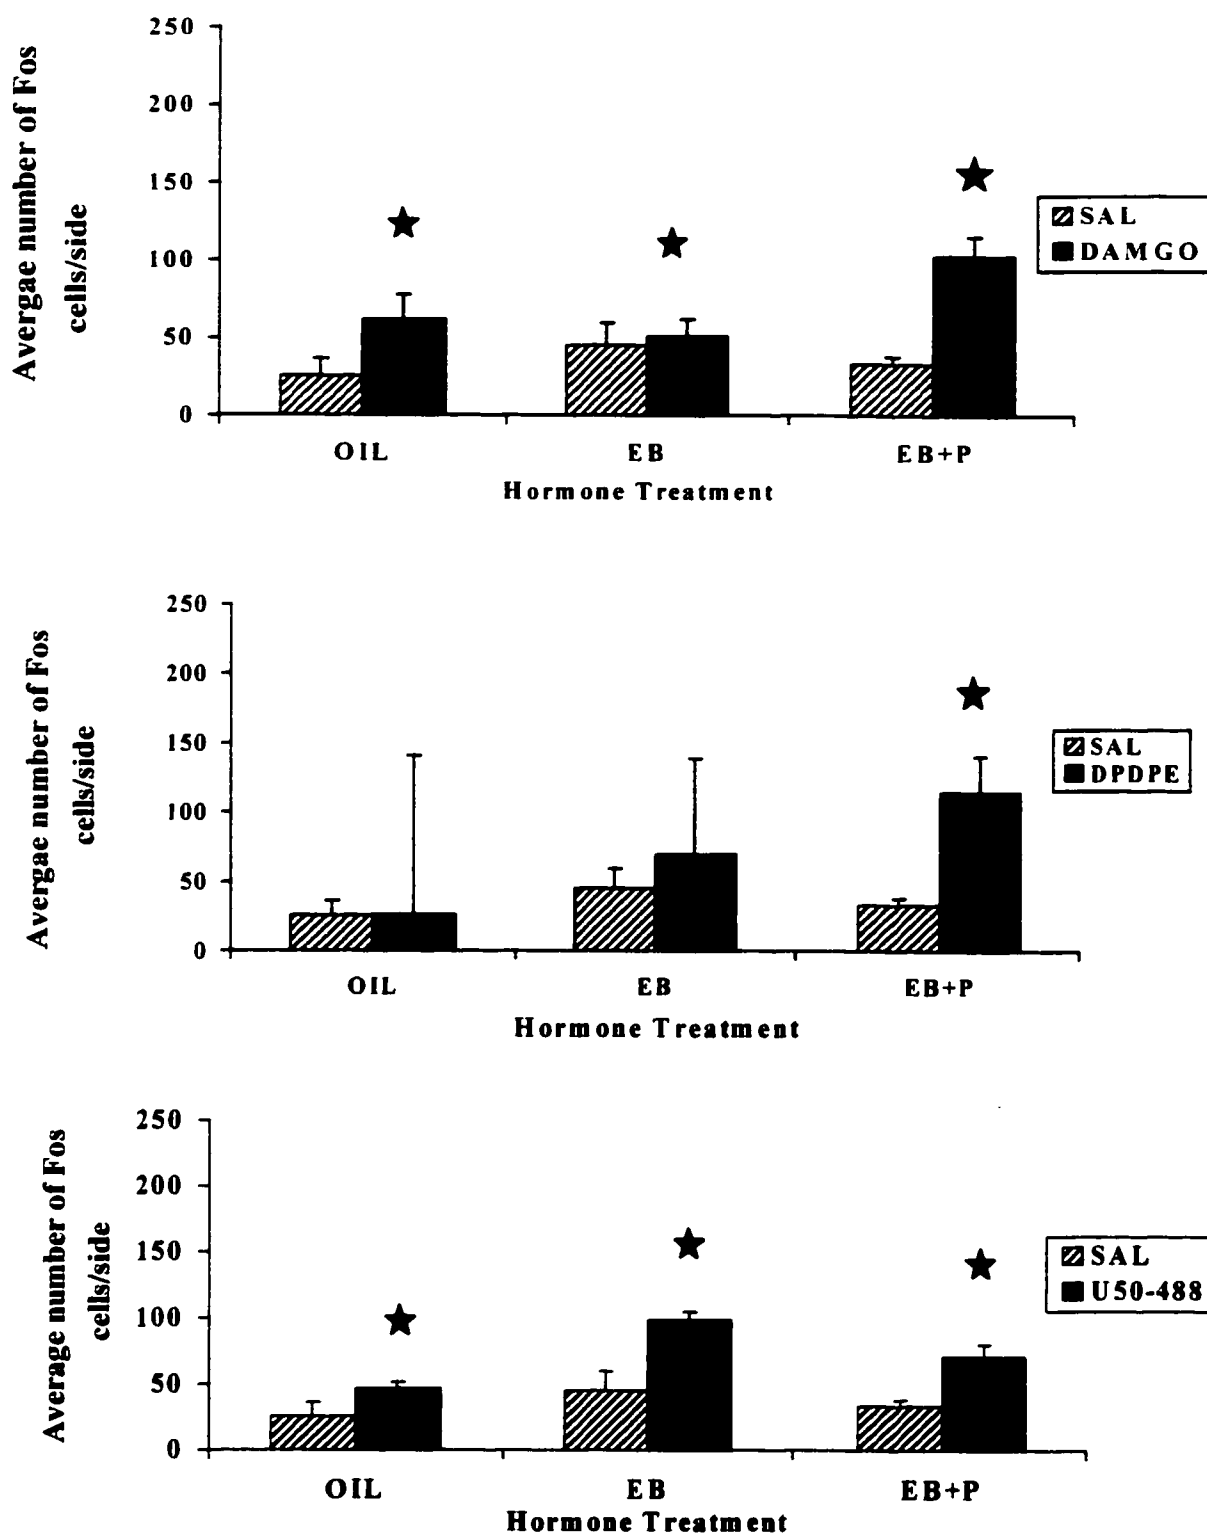 Avergae number of Fos
cells/side
250
200
150
100
50
0
OIL
EB
EB+P
Hormone Treatment
SAL
DAMGO
Avergae number of Fos
cells/side
250
200
150
100
50
0
OIL
EB
EB+P
Hormone Treatment
SAL
DPDPE
Average number of Fos
cells/side
250
200
150
100
50
0
OIL
EB
EB+P
Hormone Treatment
SAL
U50-488